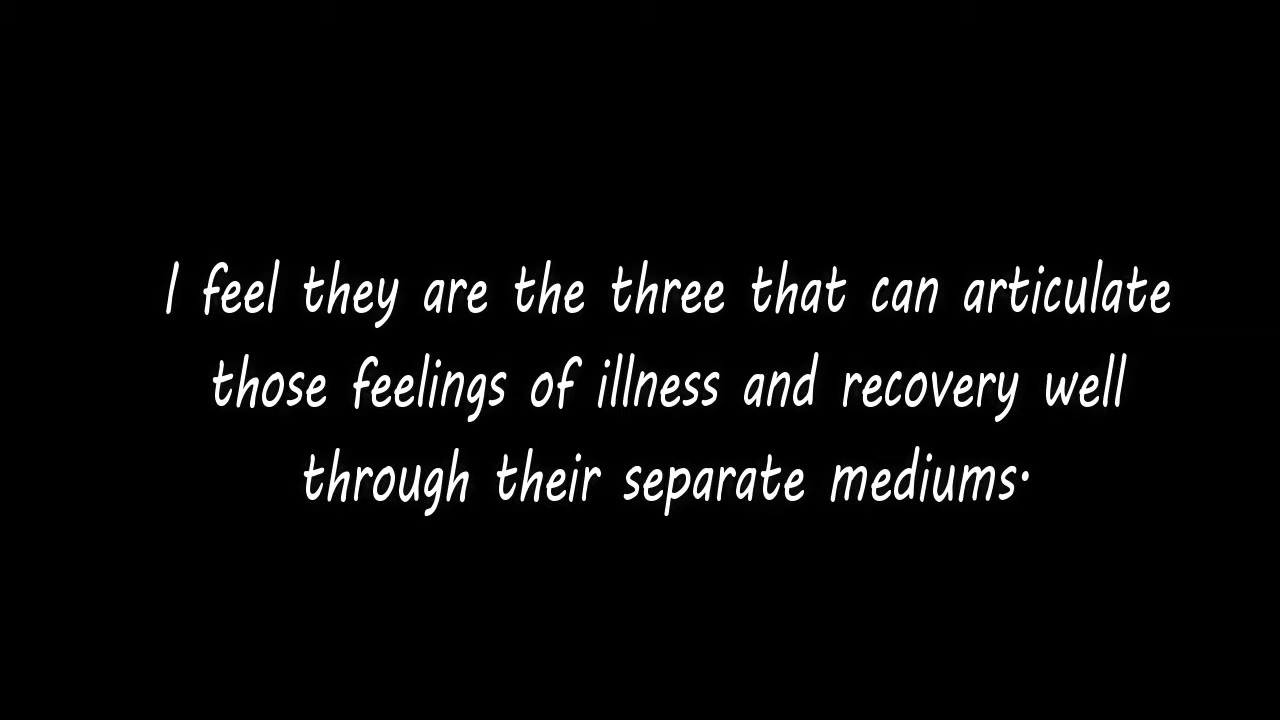 I feel they are the three that can articulate
those feelings of illness and recovery well
through their separate mediums.